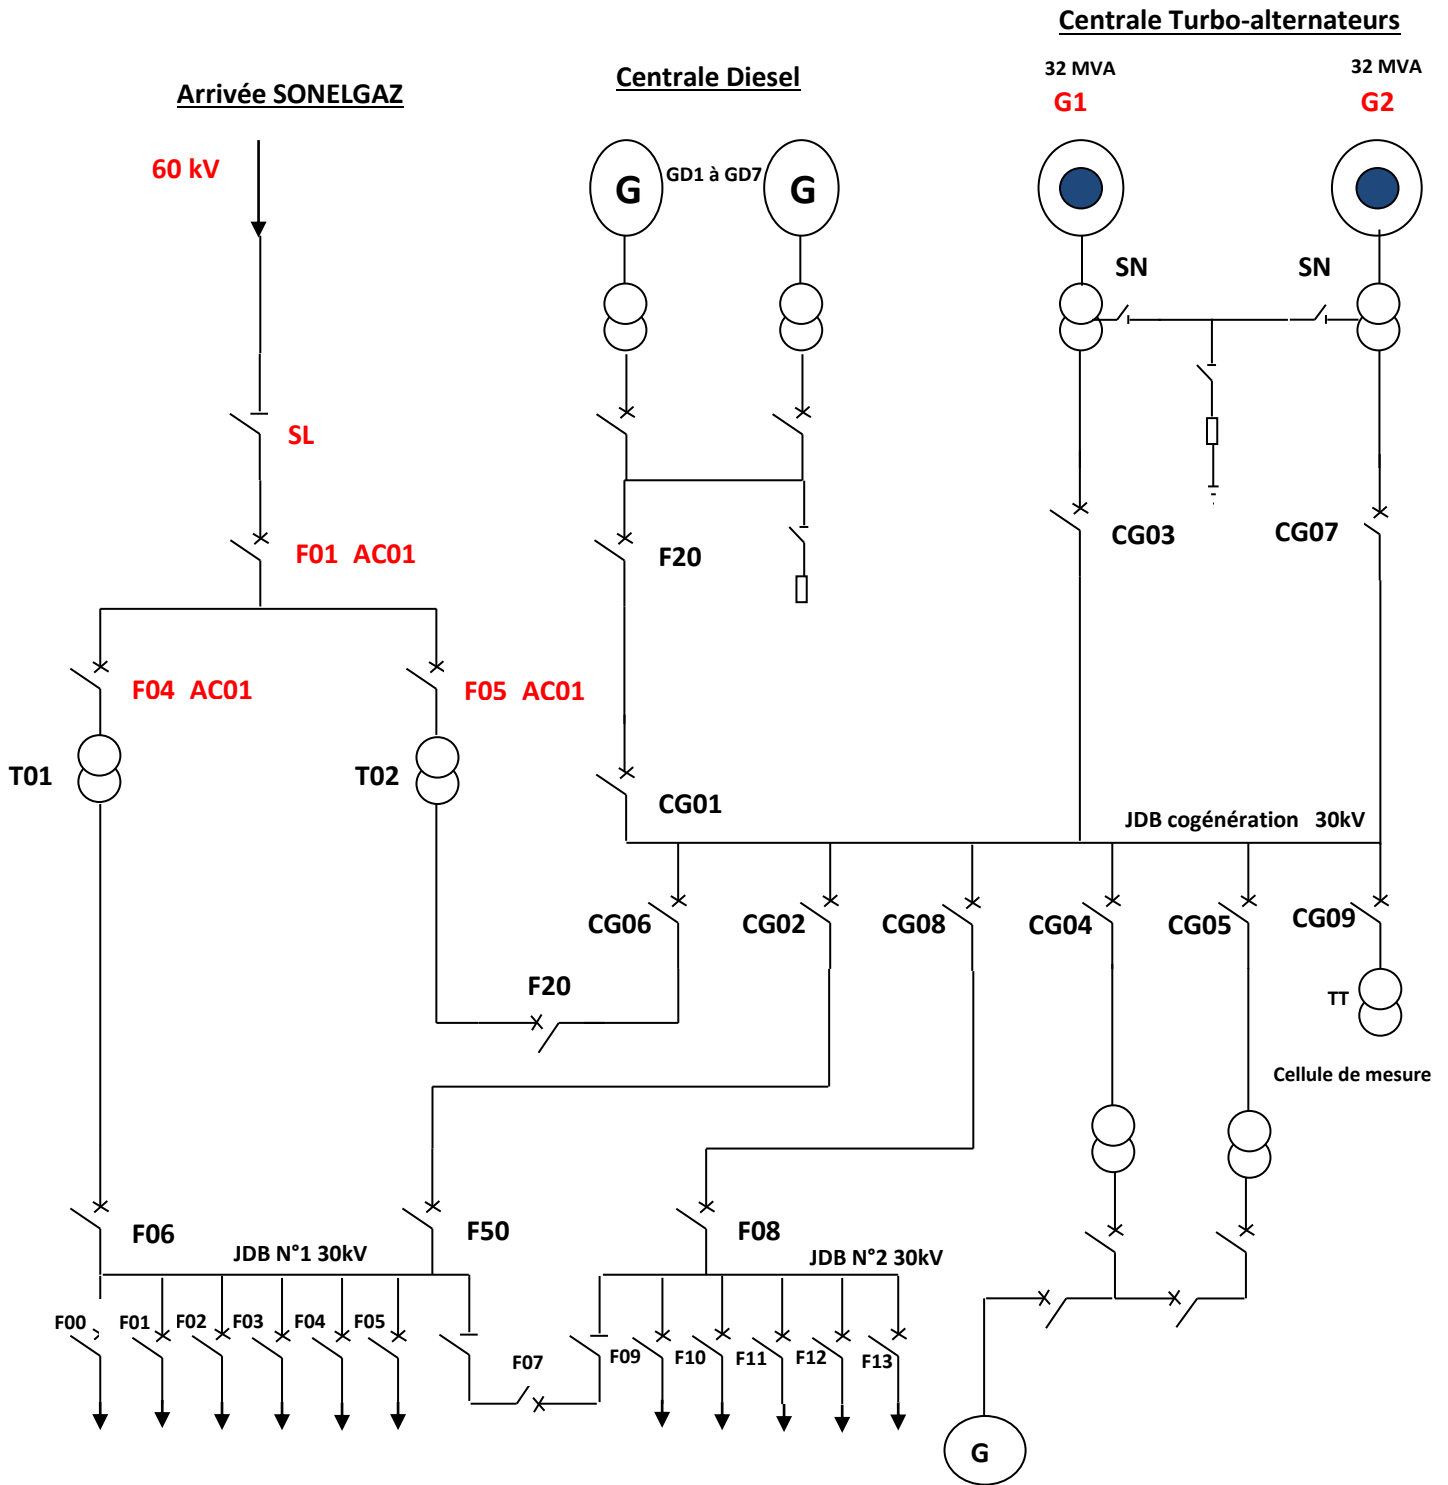 Centrale Turbo-alternateurs
32 MVA
32 MVA
Centrale Diesel
Arrivée SONELGAZ
G1
G2
60 kV
G
GD1 à GD7
G
SN
SN
SL
F01 AC01
F20
CG03
CG07
F04 AC01
F05 AC01
T01
T02
CG01
JDB cogénération 30kV
CG06
CG02
CG08
CG04
CG05
CG09
F20
TT
Cellule de mesure
F06
F50
F08
JDB N°1 30kV
JDB N°2 30kV
F00
F01
F02
F03
F04
F05
F07
F09
F10
F11
F12
F13
G